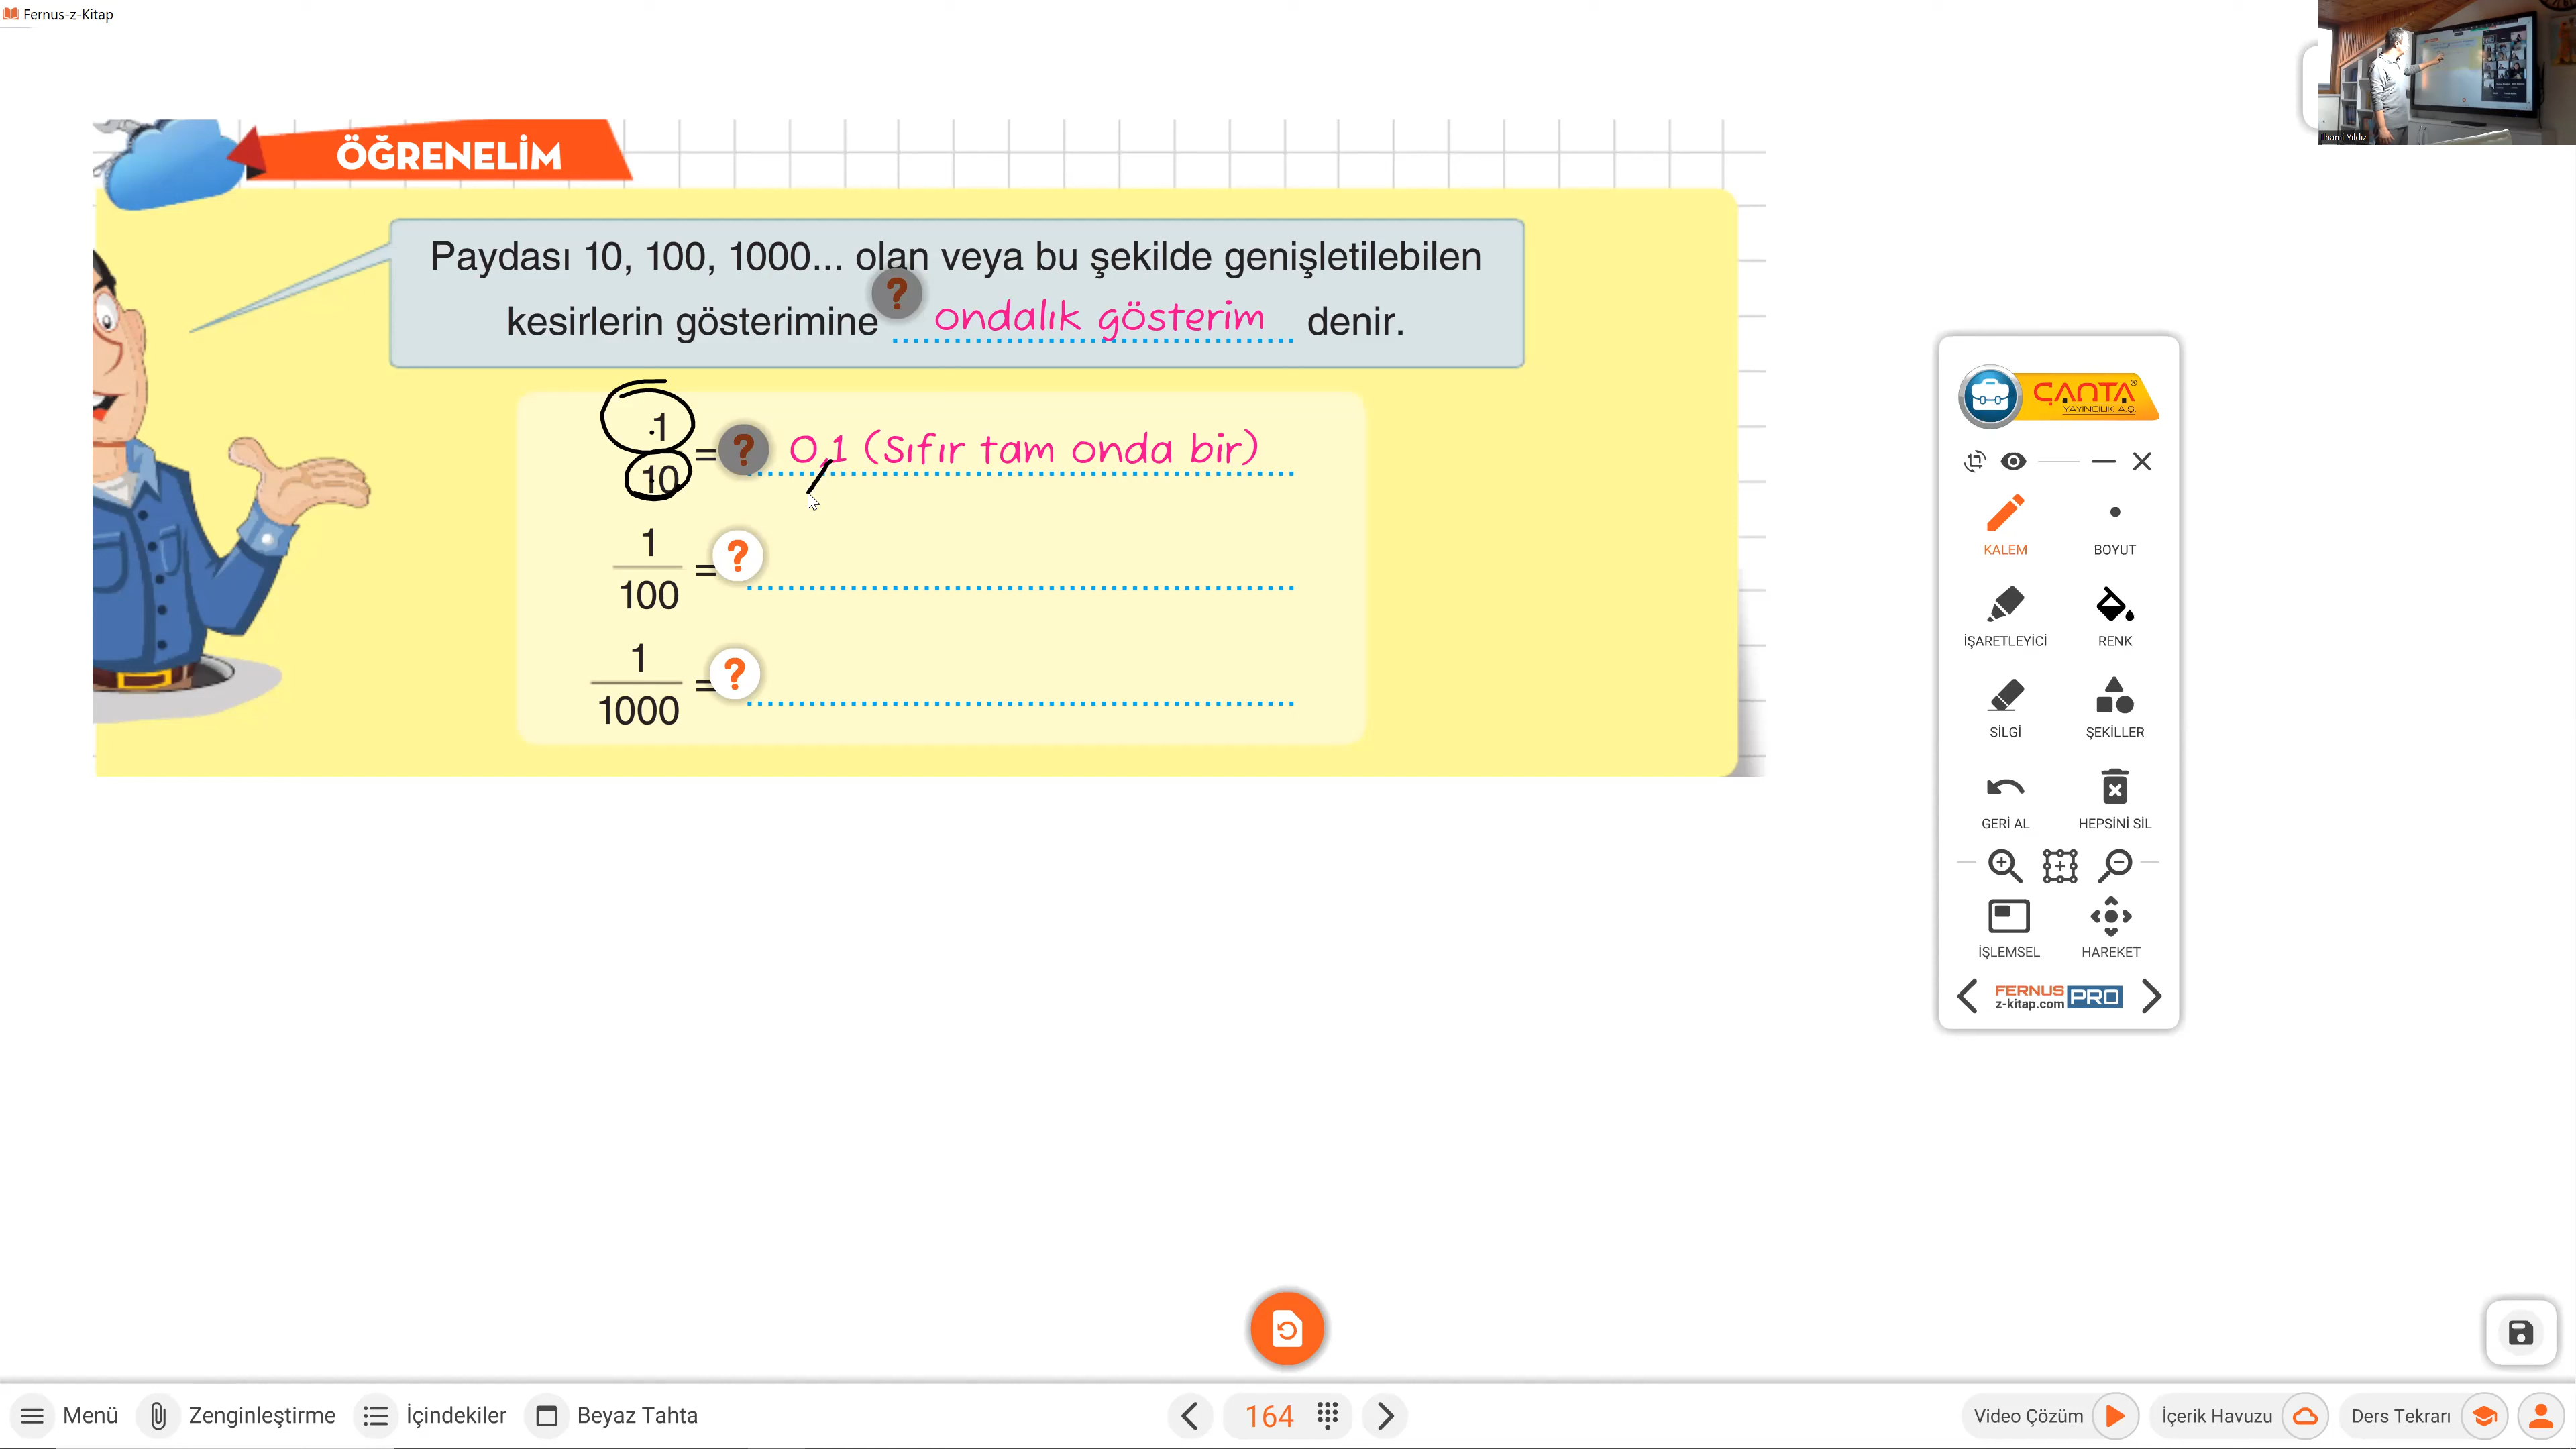 Fernus-z-Kitap
İlhami Yıldız
ÖĞRENELİM
Paydası 10, 100, 1000... olan veya bu şekilde genişletilebilen
kesirlerin gösterimine ? ondalık gösterim denir.
1
10
= ? 0,1 (Sıfır tam onda bir)
1
100
= ?
1
1000
= ?
ÇANTA®
YAYINCILIK A.Ş.
KALEM BOYUT
İŞARETLEYİCİ RENK
SİLGİ ŞEKİLLER
GERİ AL HEPSİNİ SİL
İŞLEMSEL HAREKET
FERNUS
z-kitap.com PRO
Menü Zenginleştirme İçindekiler Beyaz Tahta 164 Video Çözüm İçerik Havuzu Ders Tekrarı